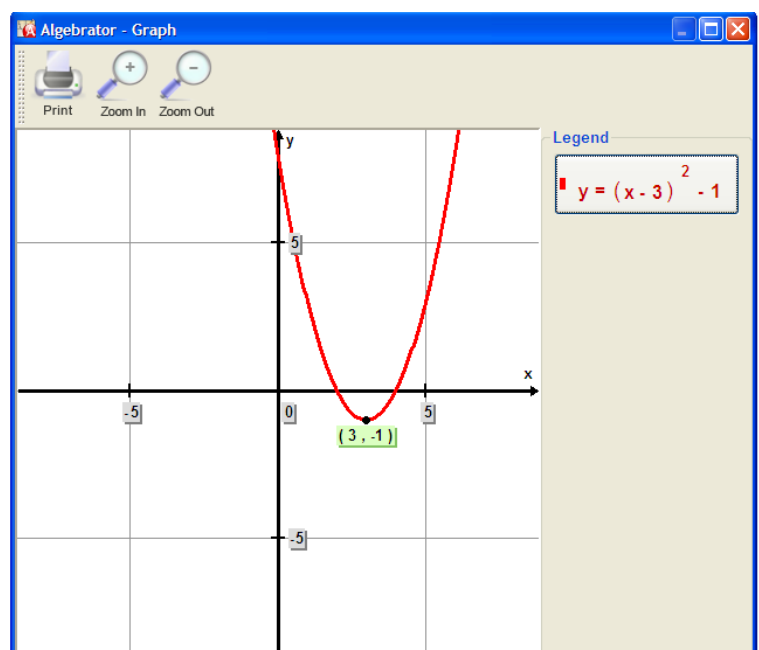 Algebrator - Graph
Print Zoom In Zoom Out
Legend
y = (x - 3)² - 1
y
5
x
-5 0 5
(3 , -1)
-5